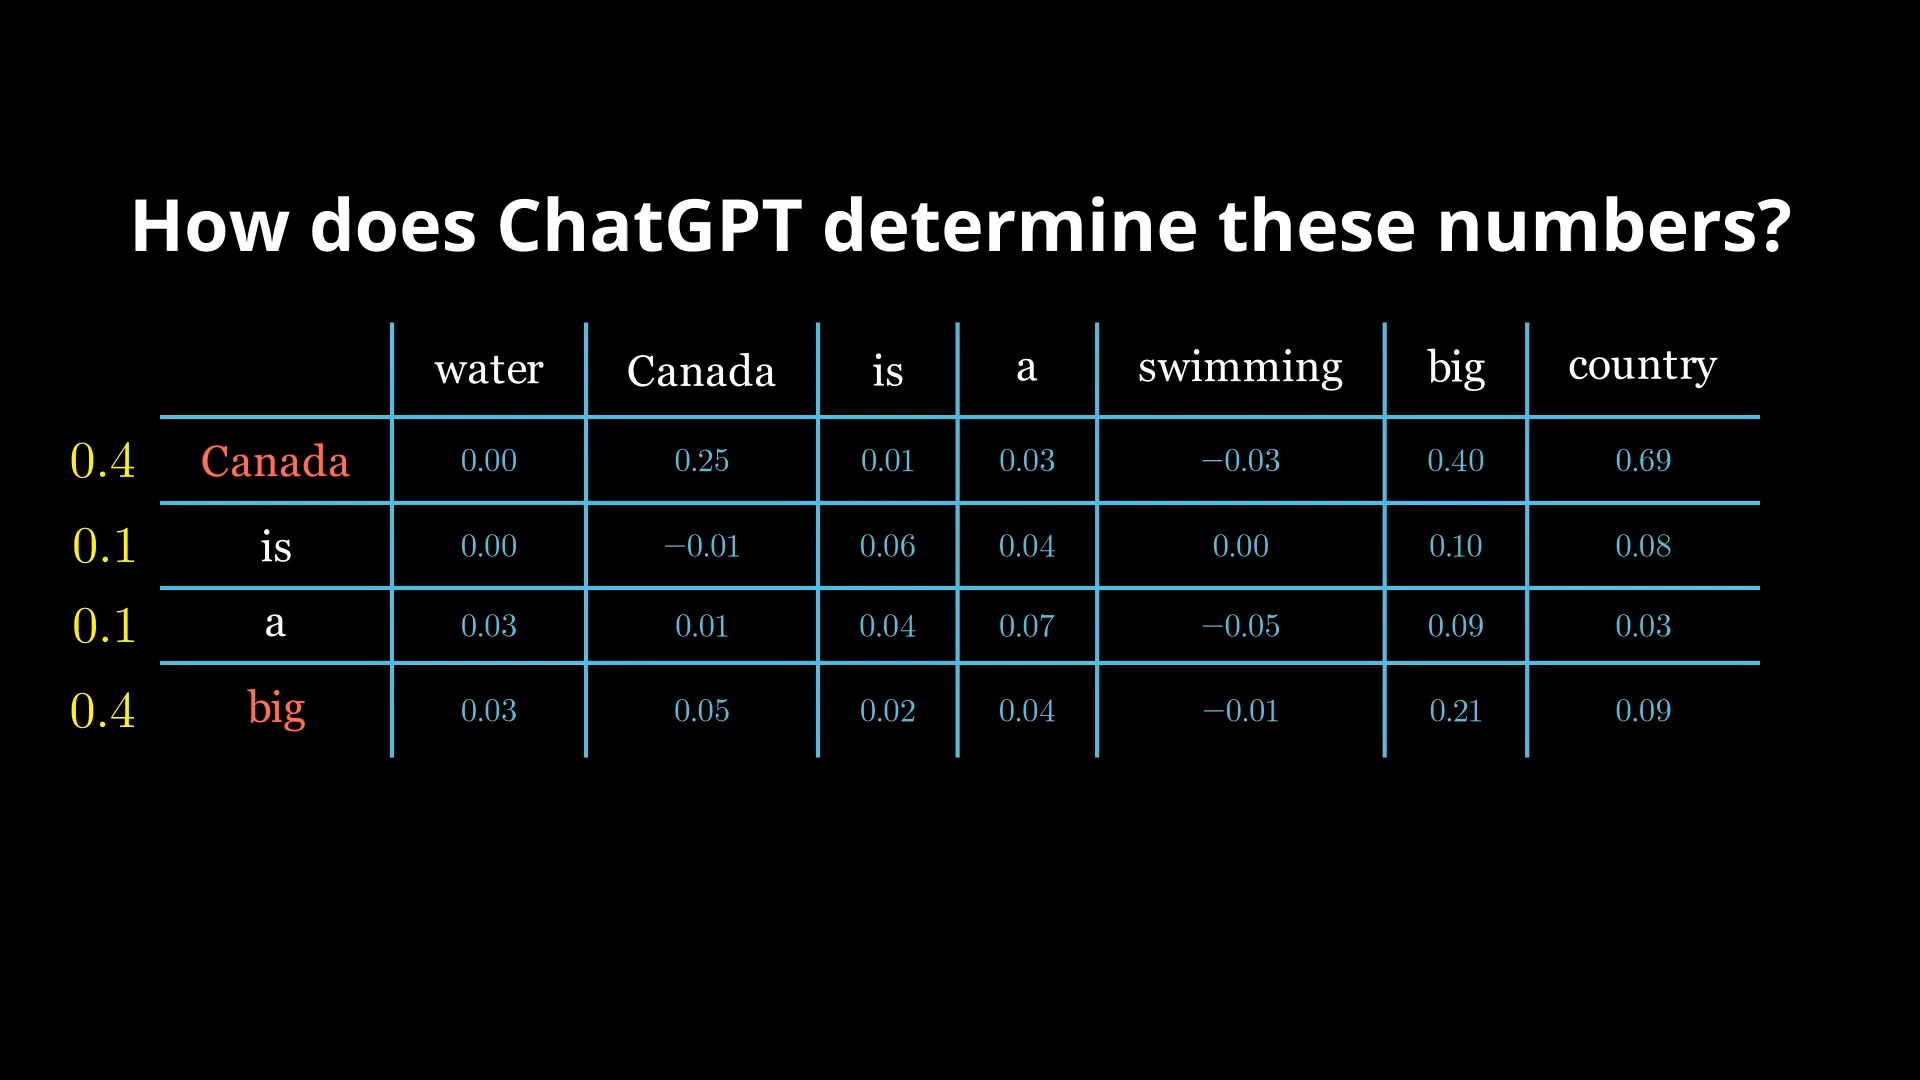 How does ChatGPT determine these numbers?
water Canada is a swimming big country
0.4 Canada 0.00 0.25 0.01 0.03 −0.03 0.40 0.69
0.1 is 0.00 −0.01 0.06 0.04 0.00 0.10 0.08
0.1 a 0.03 0.01 0.04 0.07 −0.05 0.09 0.03
0.4 big 0.03 0.05 0.02 0.04 −0.01 0.21 0.09